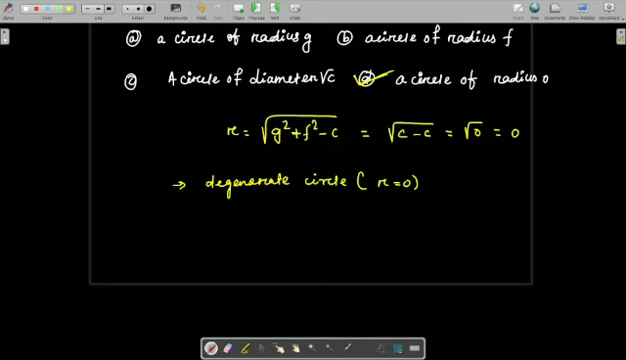 ⓐ a circle of radius g ⓑ a circle of radius f
ⓒ A circle of diameter √c ⓓ a circle of radius 0
r = √(g²+f²-c) = √(c-c) = √0 = 0
→ degenerate circle ( r=0)